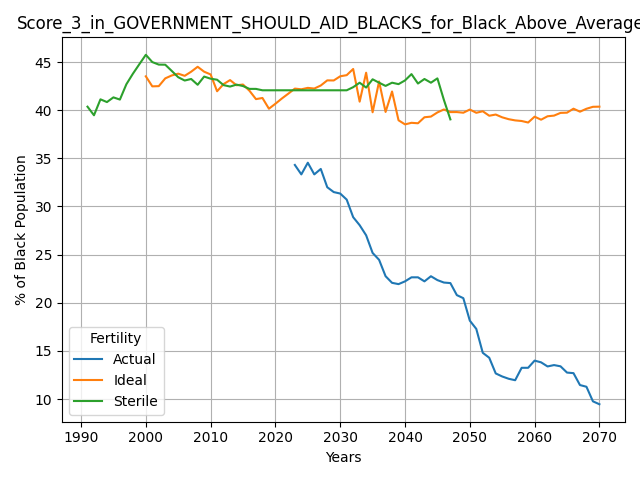 Score_3_in_GOVERNMENT_SHOULD_AID_BLACKS_for_Black_Above_Average
45
40
35
30
25
20
15
10
% of Black Population
Fertility
Actual
Ideal
Sterile
1990 2000 2010 2020 2030 2040 2050 2060 2070
Years